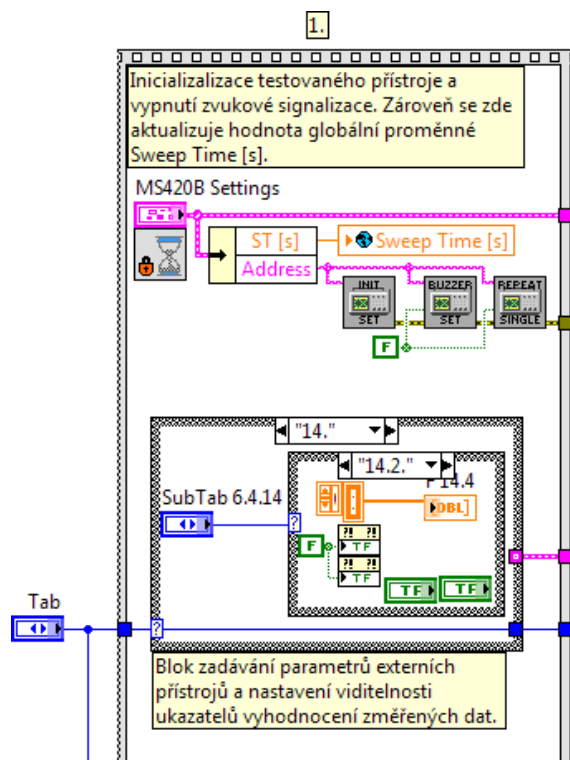 1.
Inicializalizace testovaného přístroje a
vypnutí zvukové signalizace. Zároveň se zde
aktualizuje hodnota globální proměnné
Sweep Time [s].
MS420B Settings
ST [s]
Sweep Time [s]
Address
INIT BUZZER REPEAT
SET SET SINGLE
F
"14."
"14.2."
14.4
SubTab 6.4.14
DBL]
?
F
?! ?!
TF
?! ?!
TF
TF TF
Tab
?
Blok zadávání parametrů externích
přístrojů a nastavení viditelnosti
ukazatelů vyhodnocení změřených dat.